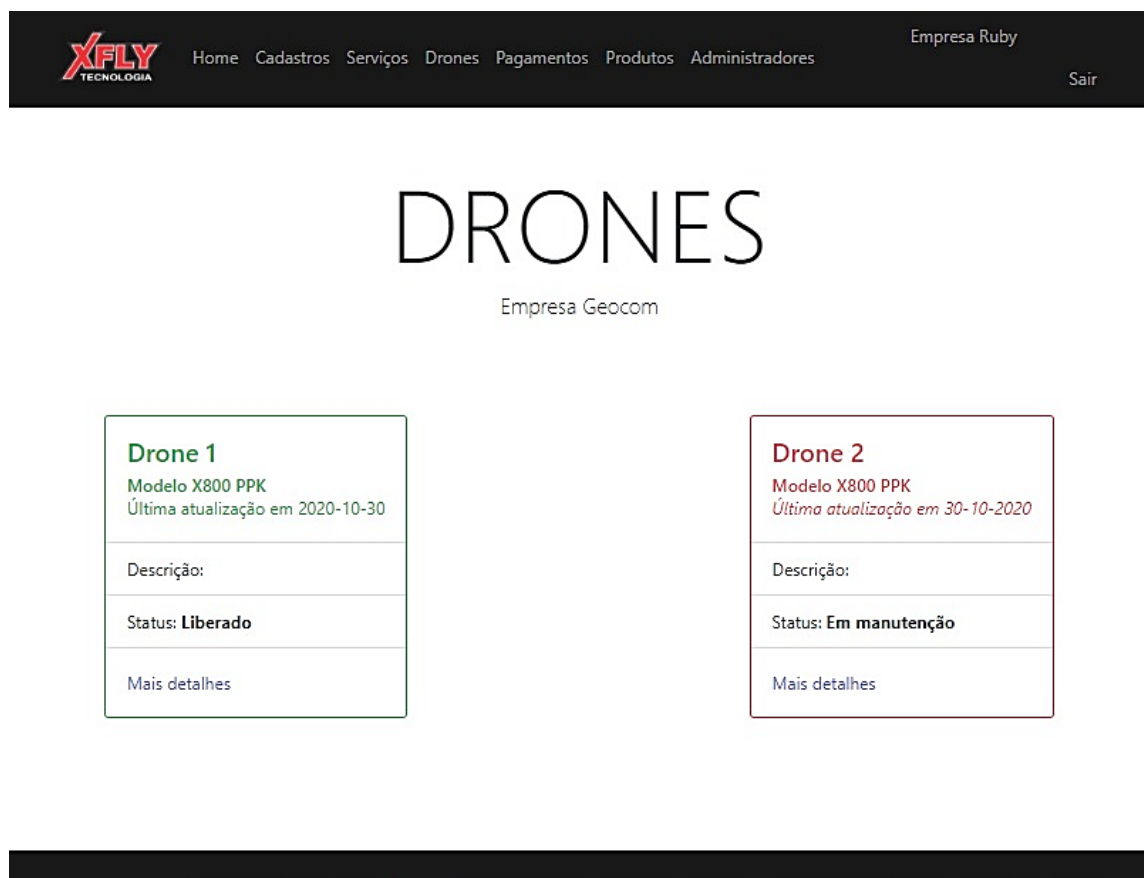 XFLY
TECNOLOGIA
Home Cadastros Serviços Drones Pagamentos Produtos Administradores
Empresa Ruby
Sair
DRONES
Empresa Geocom
Drone 1
Modelo X800 PPK
Última atualização em 2020-10-30
Descrição:
Status: Liberado
Mais detalhes
Drone 2
Modelo X800 PPK
Última atualização em 30-10-2020
Descrição:
Status: Em manutenção
Mais detalhes